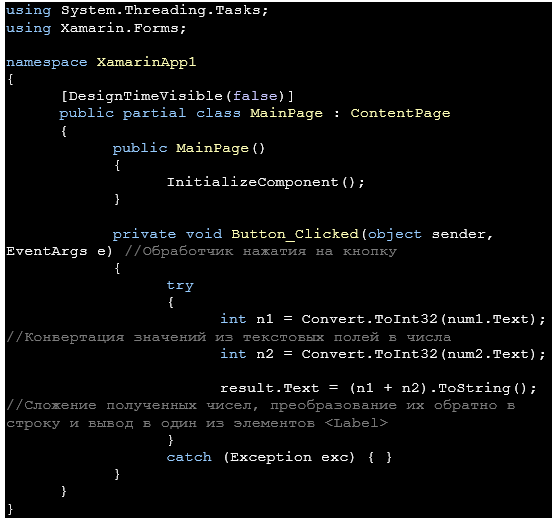 using System.Threading.Tasks;
using Xamarin.Forms;
namespace XamarinApp1
{
[DesignTimeVisible(false)]
public partial class MainPage : ContentPage
{
public MainPage()
{
InitializeComponent();
}
private void Button_Clicked(object sender,
EventArgs e) //Обработчик нажатия на кнопку
{
try
{
int n1 = Convert.ToInt32(num1.Text);
//Конвертация значений из текстовых полей в числа
int n2 = Convert.ToInt32(num2.Text);
result.Text = (n1 + n2).ToString();
//Сложение полученных чисел, преобразование их обратно в
строку и вывод в один из элементов <Label>
}
catch (Exception exc) { }
}
}
}